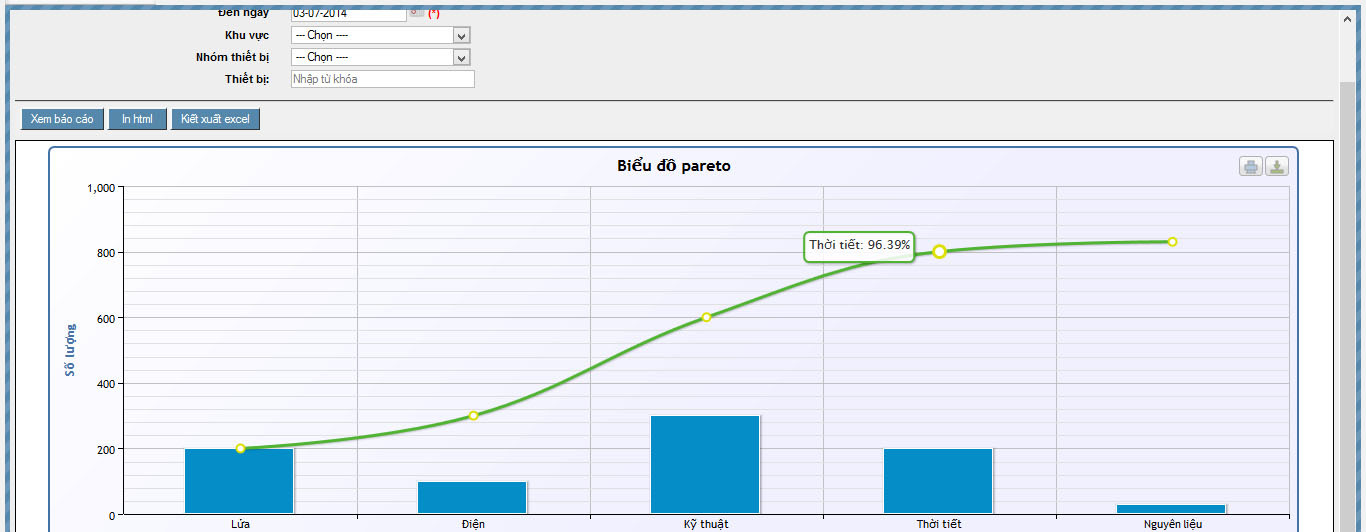 Đến ngày 03-07-2014 (*)
Khu vực --- Chọn ----
Nhóm thiết bị --- Chọn ----
Thiết bị: Nhập từ khóa
Xem báo cáo In html Kiết xuất excel
Biểu đồ pareto
1,000
800
600
400
200
0
Số lượng
Thời tiết: 96.39%
Lửa Điện Kỹ thuật Thời tiết Nguyên liệu